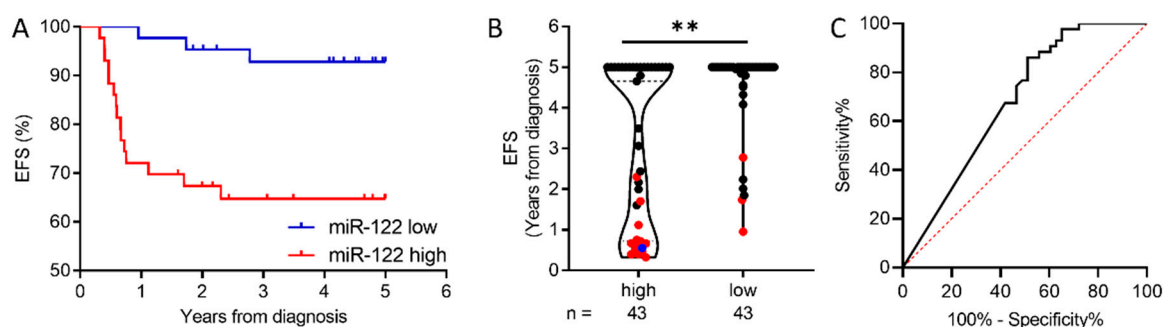 A
EFS (%)
100
90
80
70
60
50
0
1
2
3
4
5
6
Years from diagnosis
miR-122 low
miR-122 high
B
**
EFS
(Years from diagnosis)
6
5
4
3
2
1
0
high
low
n =
43
43
C
Sensitivity%
100
80
60
40
20
0
0
20
40
60
80
100
100% - Specificity%